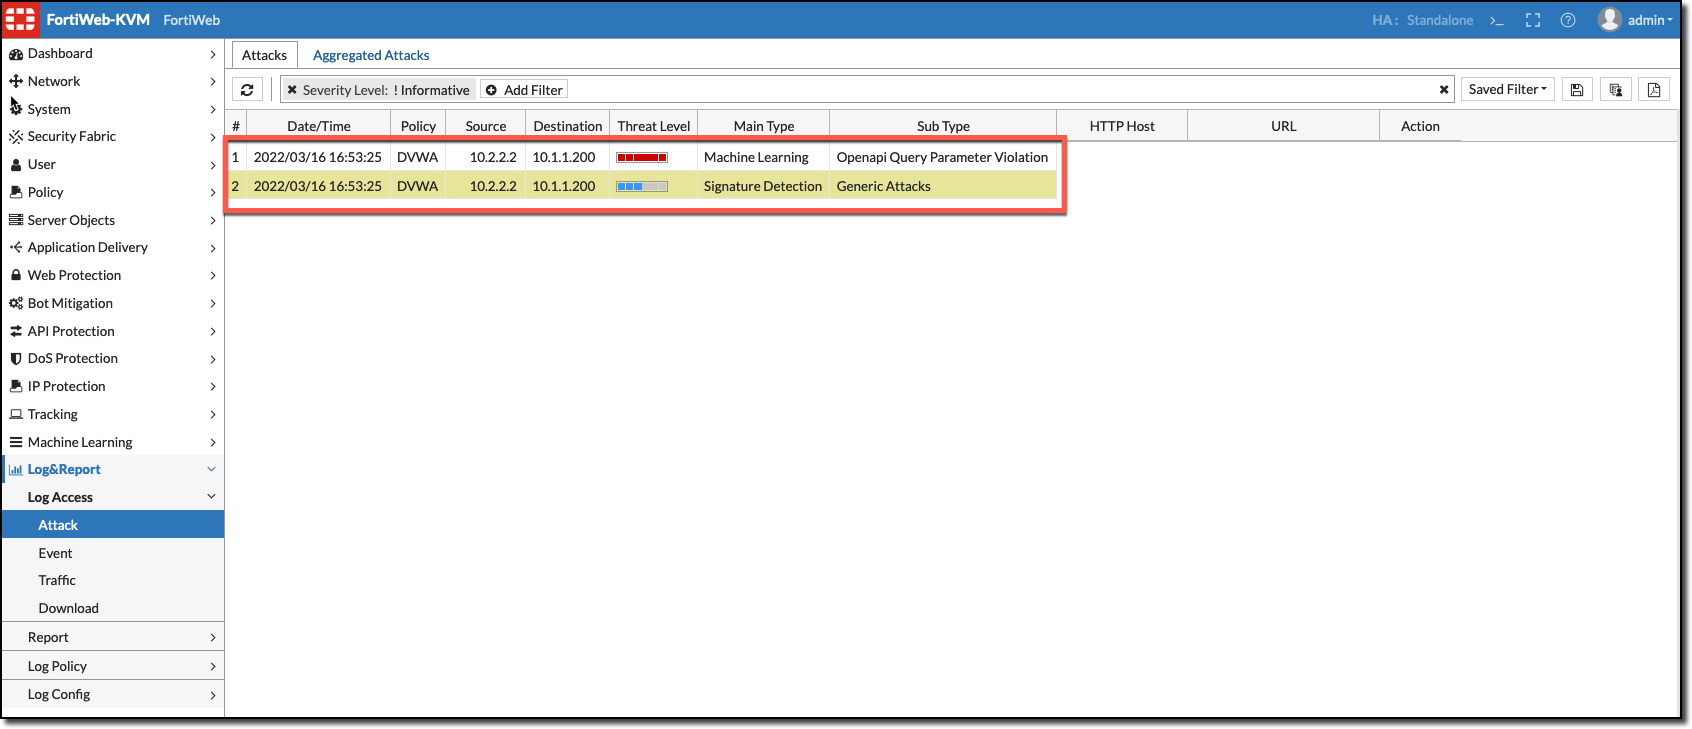 FortiWeb-KVM FortiWeb HA: Standalone >_ admin
Attacks Aggregated Attacks
Severity Level: ! Informative Add Filter Saved Filter
# Date/Time Policy Source Destination Threat Level Main Type Sub Type HTTP Host URL Action
1 2022/03/16 16:53:25 DVWA 10.2.2.2 10.1.1.200 Machine Learning Openapi Query Parameter Violation
2 2022/03/16 16:53:25 DVWA 10.2.2.2 10.1.1.200 Signature Detection Generic Attacks
Dashboard
Network
System
Security Fabric
User
Policy
Server Objects
Application Delivery
Web Protection
Bot Mitigation
API Protection
DoS Protection
IP Protection
Tracking
Machine Learning
Log&Report
Log Access
Attack
Event
Traffic
Download
Report
Log Policy
Log Config